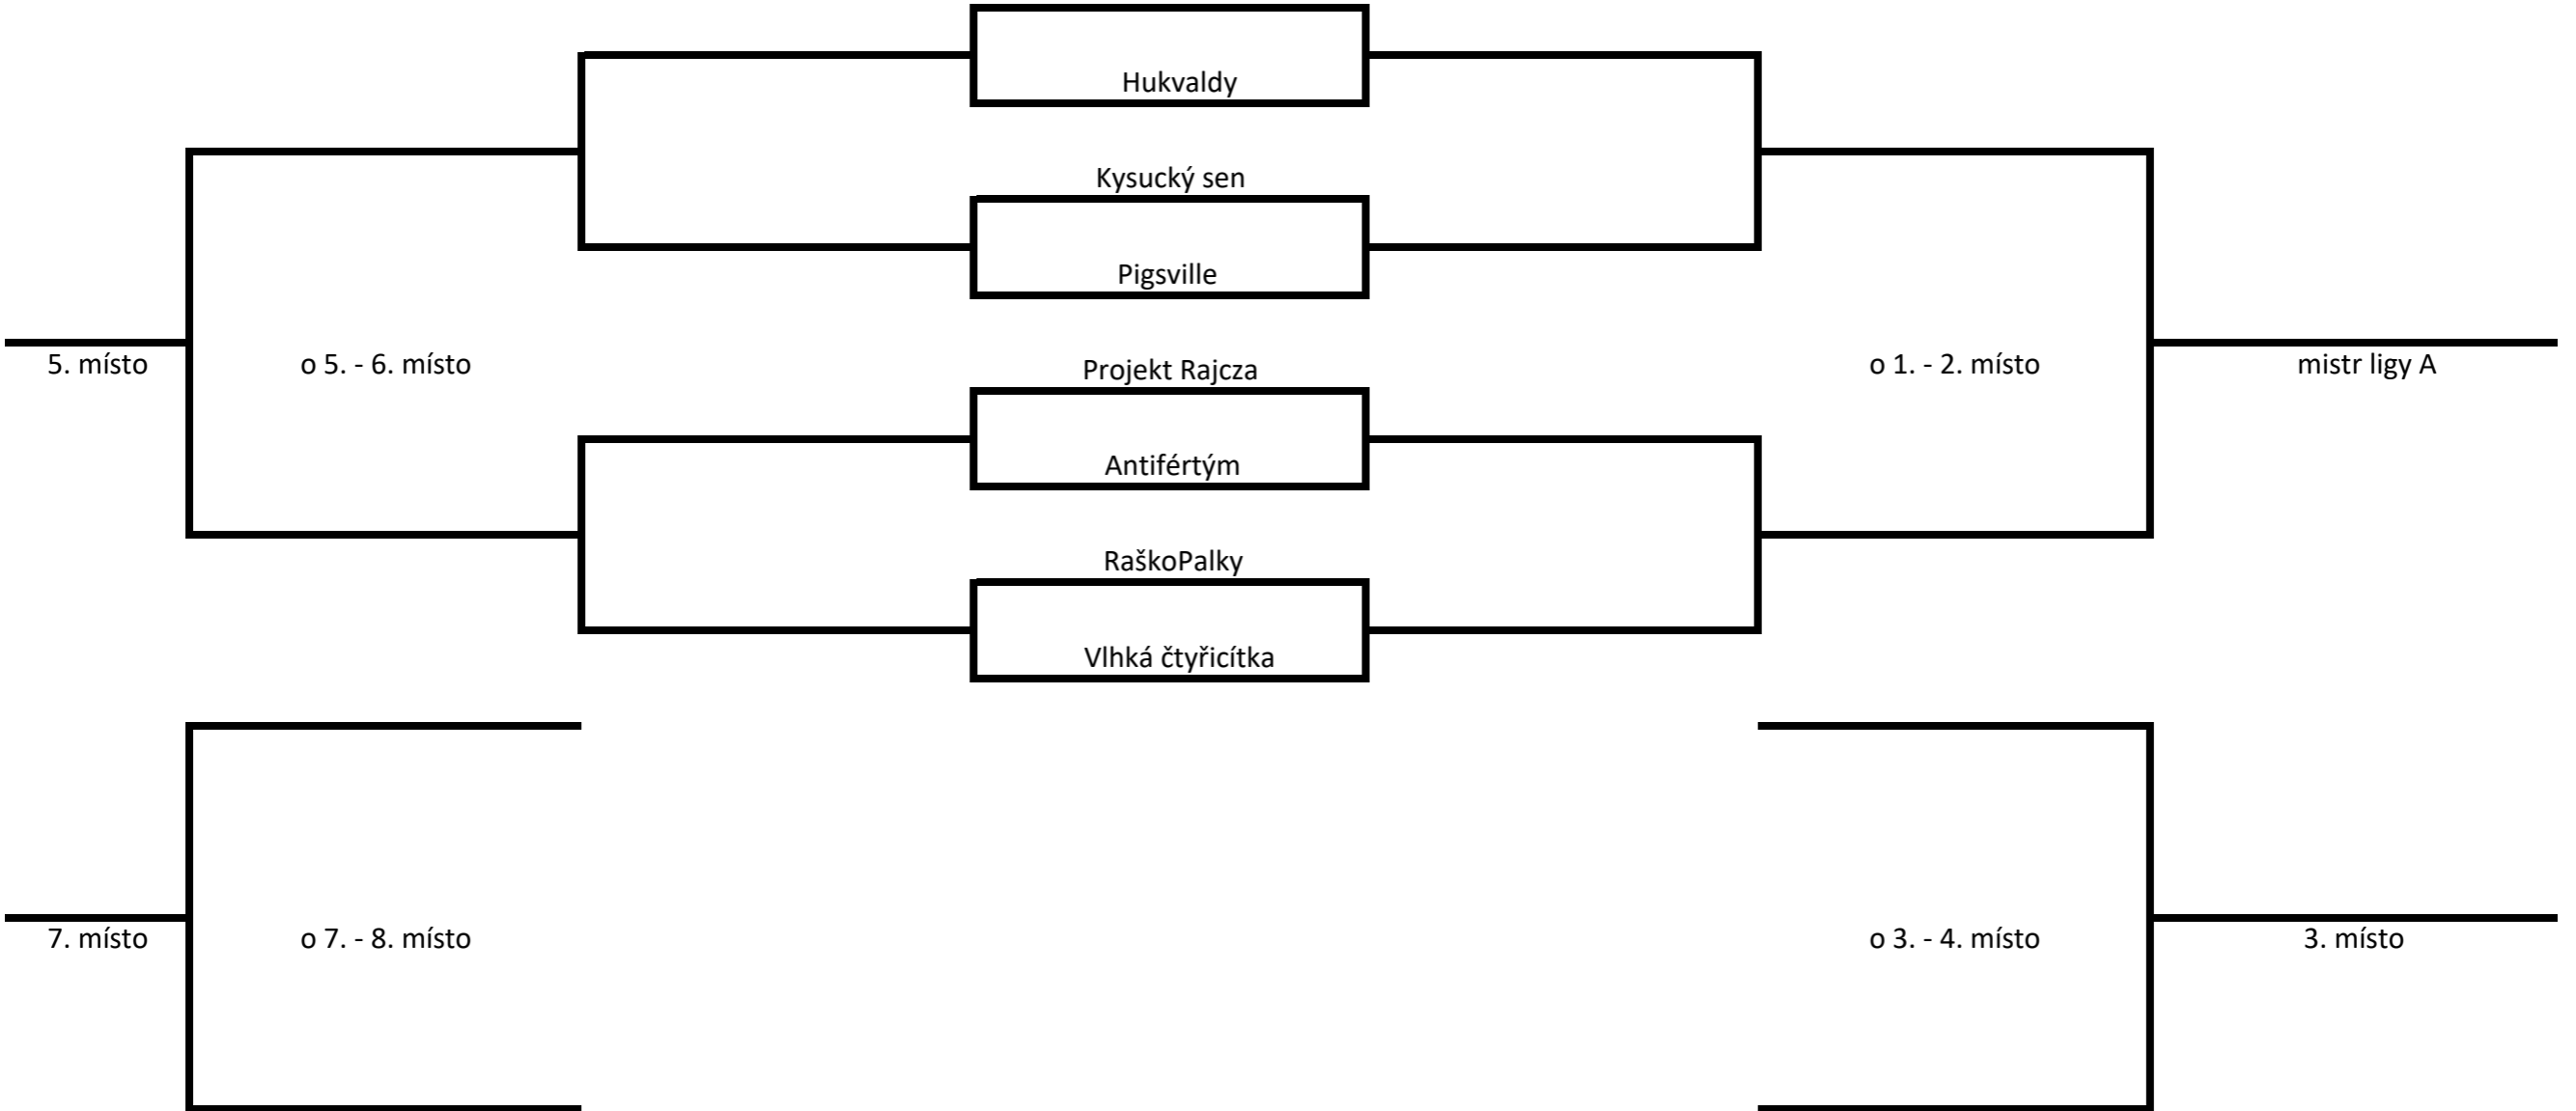 Hukvaldy
Kysucký sen
Pigsville
5. místo
o 5. - 6. místo
Projekt Rajcza
o 1. - 2. místo
mistr ligy A
Antifértým
RaškoPalky
Vlhká čtyřicítka
7. místo
o 7. - 8. místo
o 3. - 4. místo
3. místo